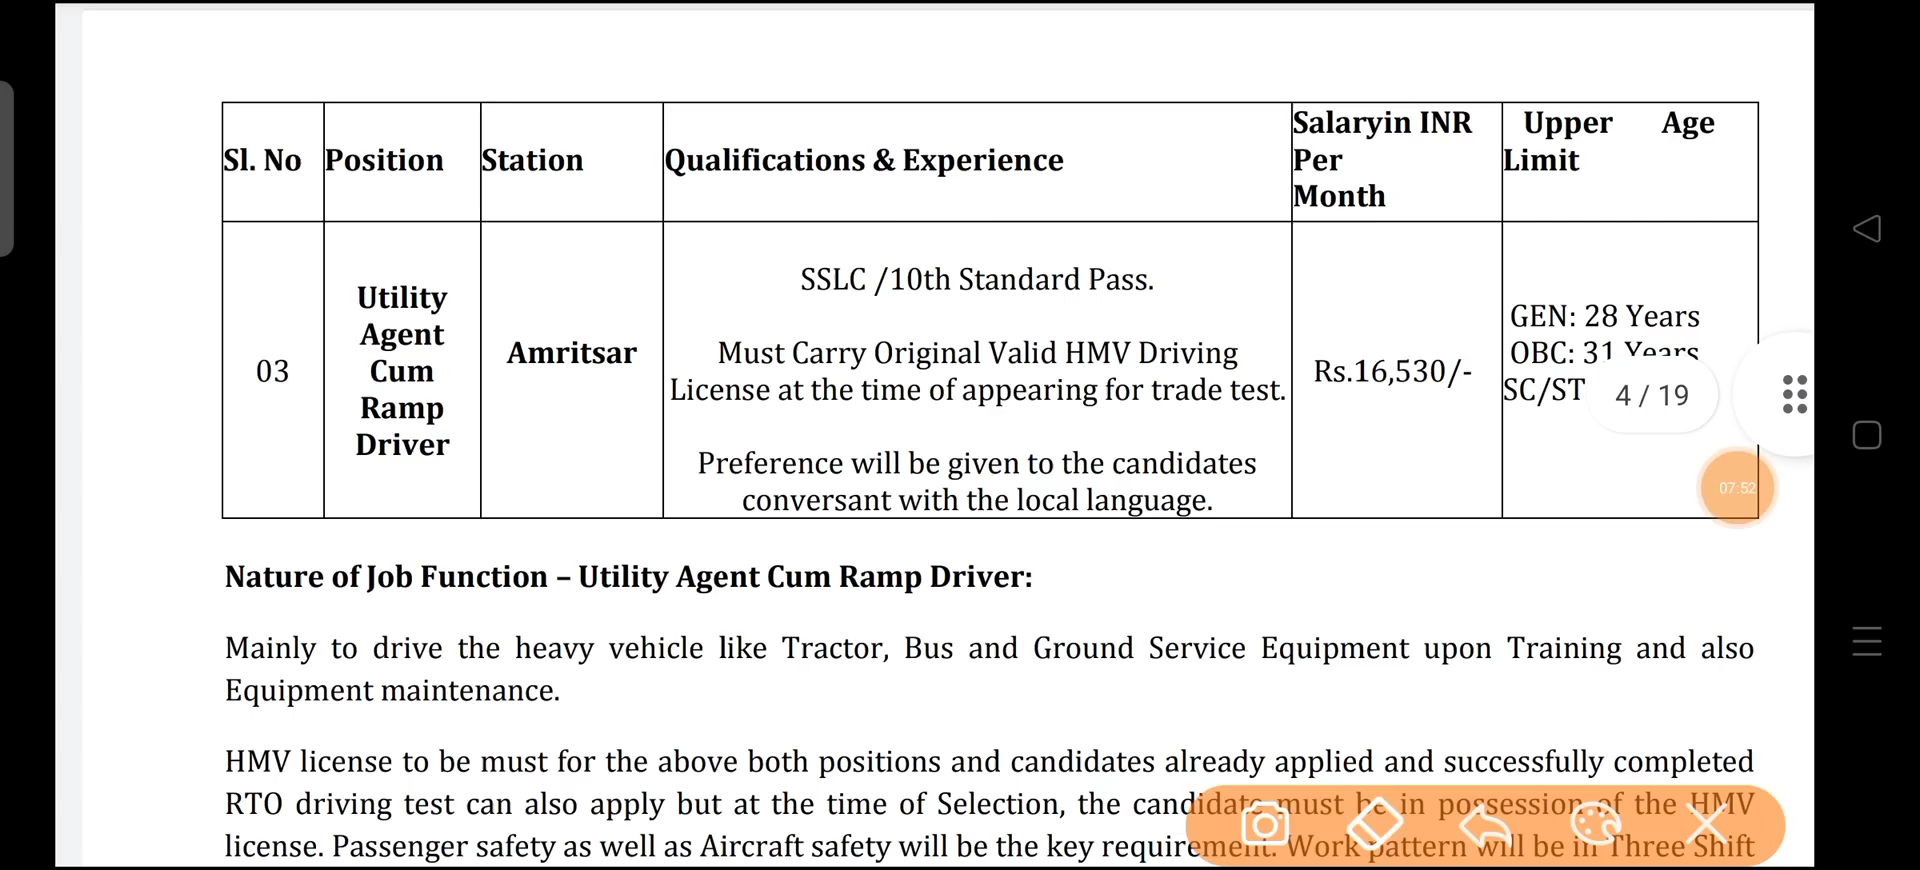 Sl. No Position Station Qualifications & Experience Salaryin INR Per Month Upper Age Limit
03
Utility
Agent
Cum
Ramp
Driver
Amritsar
SSLC /10th Standard Pass.
Must Carry Original Valid HMV Driving
License at the time of appearing for trade test.
Preference will be given to the candidates
conversant with the local language.
Rs.16,530/-
GEN: 28 Years
OBC: 31 Years
SC/ST
4 / 19
07:52
Nature of Job Function – Utility Agent Cum Ramp Driver:
Mainly to drive the heavy vehicle like Tractor, Bus and Ground Service Equipment upon Training and also
Equipment maintenance.
HMV license to be must for the above both positions and candidates already applied and successfully completed
RTO driving test can also apply but at the time of Selection, the candidate must be in possession of the HMV
license. Passenger safety as well as Aircraft safety will be the key requirement. Work pattern will be in Three Shift